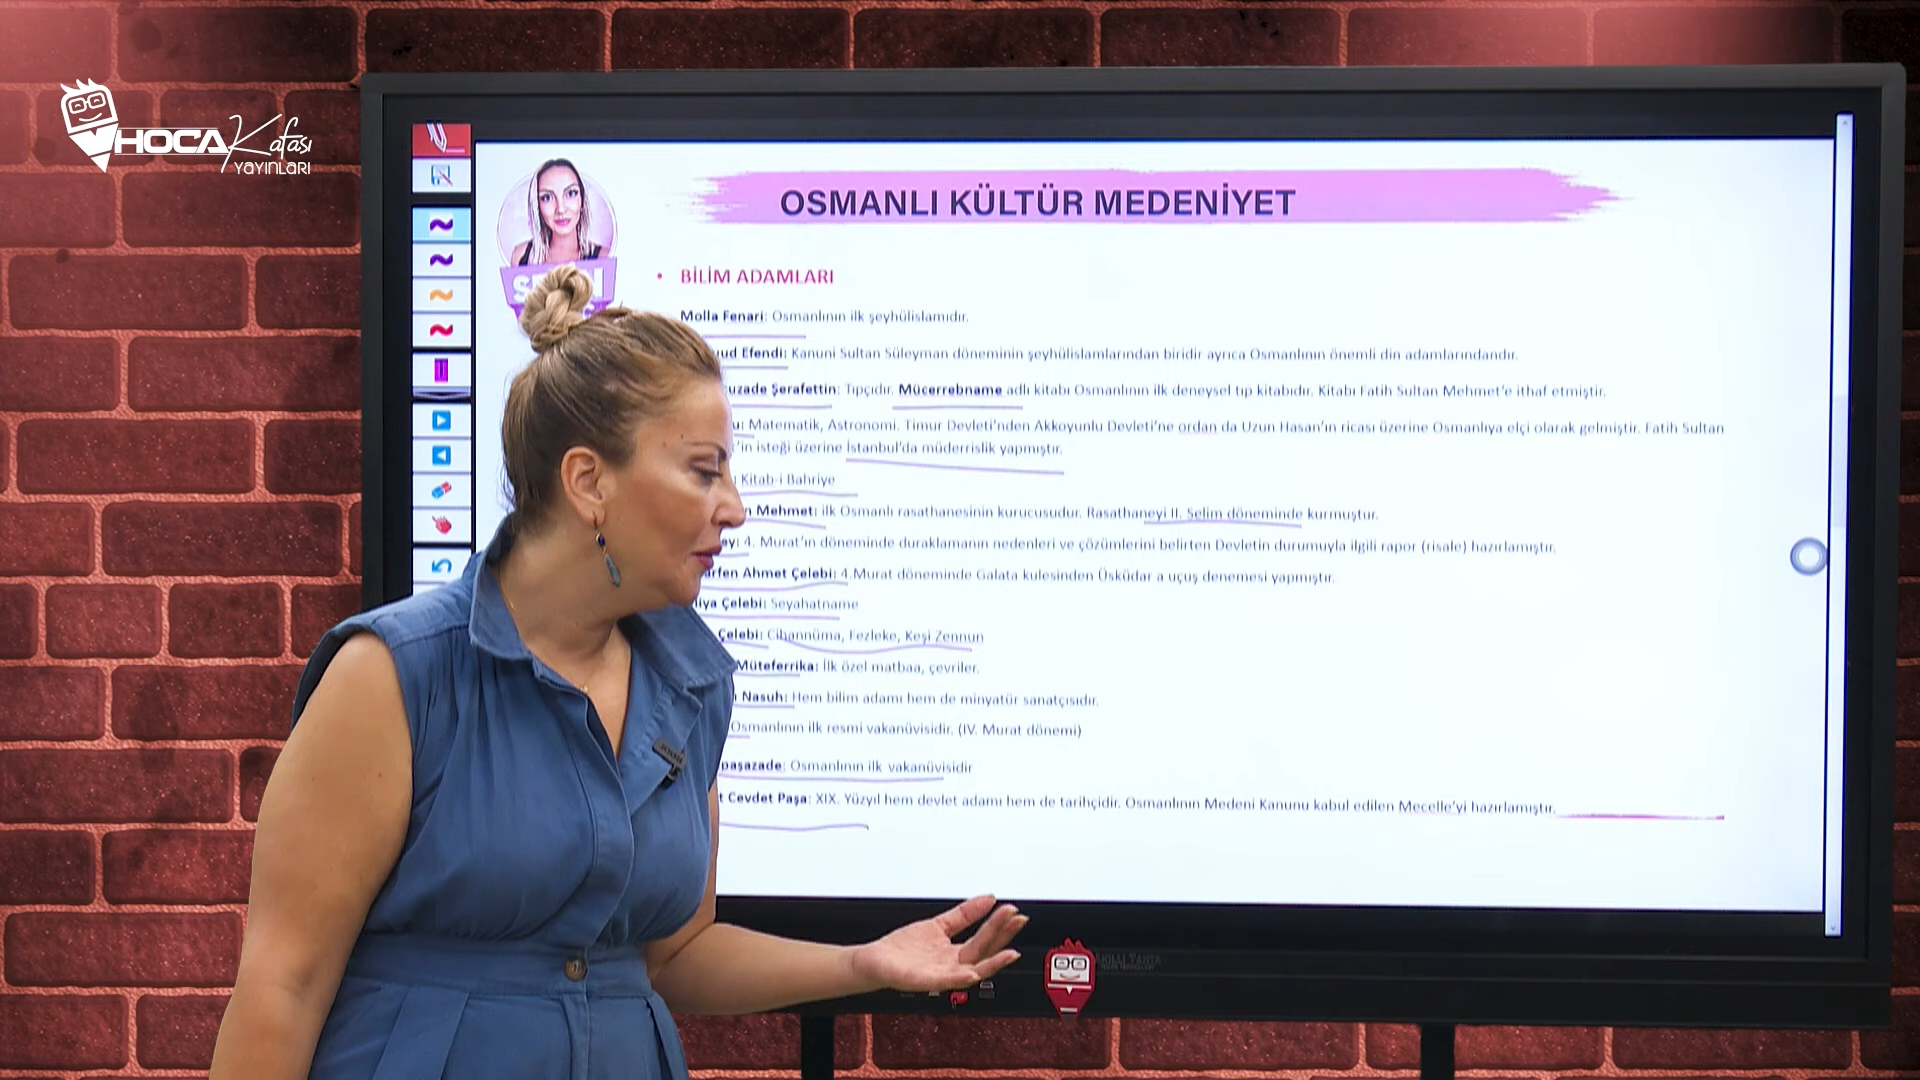 HOCA Kafası
YAYINLARI
OSMANLI KÜLTÜR MEDENİYET
• BİLİM ADAMLARI
Molla Fenari: Osmanlının ilk şeyhülislamıdır.
Efendi: Kanuni Sultan Süleyman döneminin şeyhülislamlarından biridir ayrıca Osmanlının önemli din adamlarındandır.
Şerafettin: Tıpçıdır. Mücerrebname adlı kitabı Osmanlının ilk deneysel tıp kitabıdır. Kitabı Fatih Sultan Mehmet'e ithaf etmiştir.
Matematik, Astronomi. Timur Devleti'nden Akkoyunlu Devleti'ne ordan da Uzun Hasan'ın ricası üzerine Osmanlıya elçi olarak gelmiştir. Fatih Sultan
'in isteği üzerine İstanbul'da müderrislik yapmıştır.
: Kitab-i Bahriye
Mehmet: ilk Osmanlı rasathanesinin kurucusudur. Rasathaneyi II. Selim döneminde kurmuştur.
4. Murat'ın döneminde duraklamanın nedenleri ve çözümlerini belirten Devletin durumuyla ilgili rapor (risale) hazırlamıştır.
Ahmet Çelebi: 4.Murat döneminde Galata kulesinden Üsküdar a uçuş denemesi yapmıştır.
Çelebi: Seyahatname
Çelebi: Cihannüma, Fezleke, Keşi Zennun
Müteferrika: İlk özel matbaa, çevriler.
Nasuh: Hem bilim adamı hem de minyatür sanatçısıdır.
Osmanlının ilk resmi vakanüvisidir. (IV. Murat dönemi)
paşazade: Osmanlının ilk vakanüvisidir
Cevdet Paşa: XIX. Yüzyıl hem devlet adamı hem de tarihçidir. Osmanlının Medeni Kanunu kabul edilen Mecelle'yi hazırlamıştır.